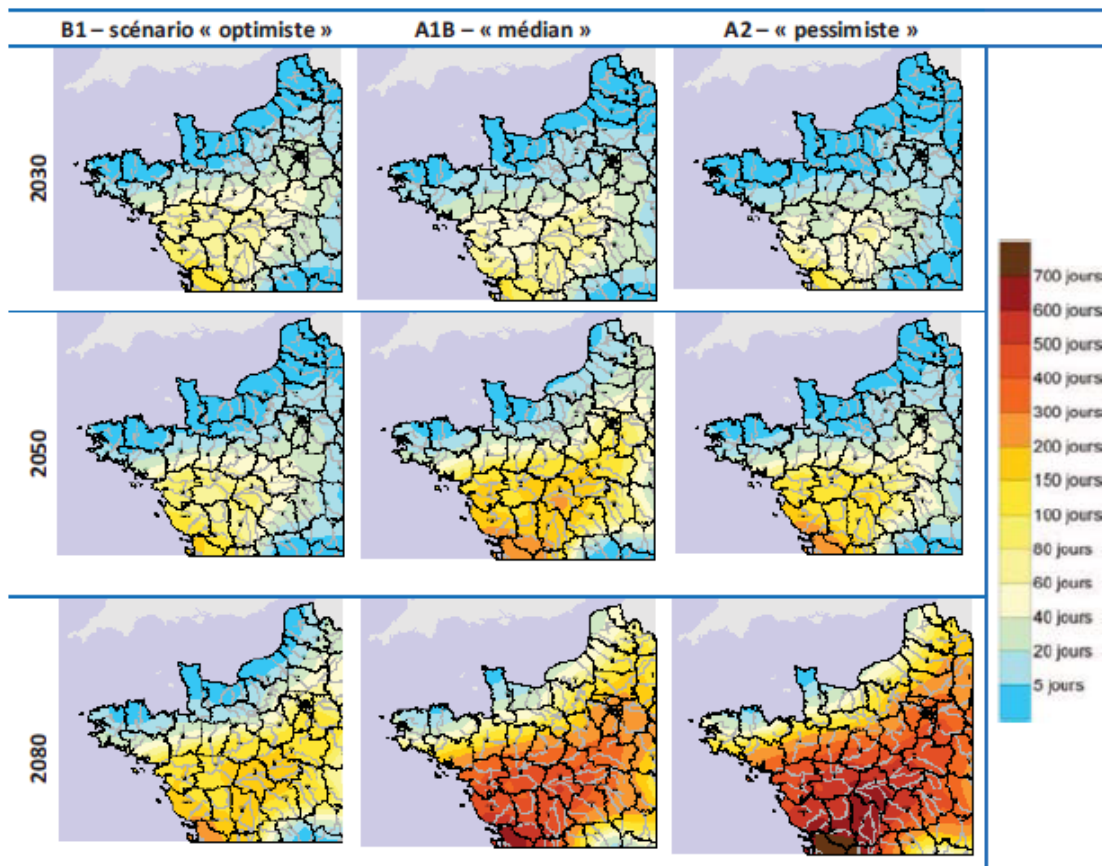 B1 – scénario « optimiste »
A1B – « médian »
A2 – « pessimiste »
2030
2050
2080
700 jours
600 jours
500 jours
400 jours
300 jours
200 jours
150 jours
100 jours
80 jours
60 jours
40 jours
20 jours
5 jours